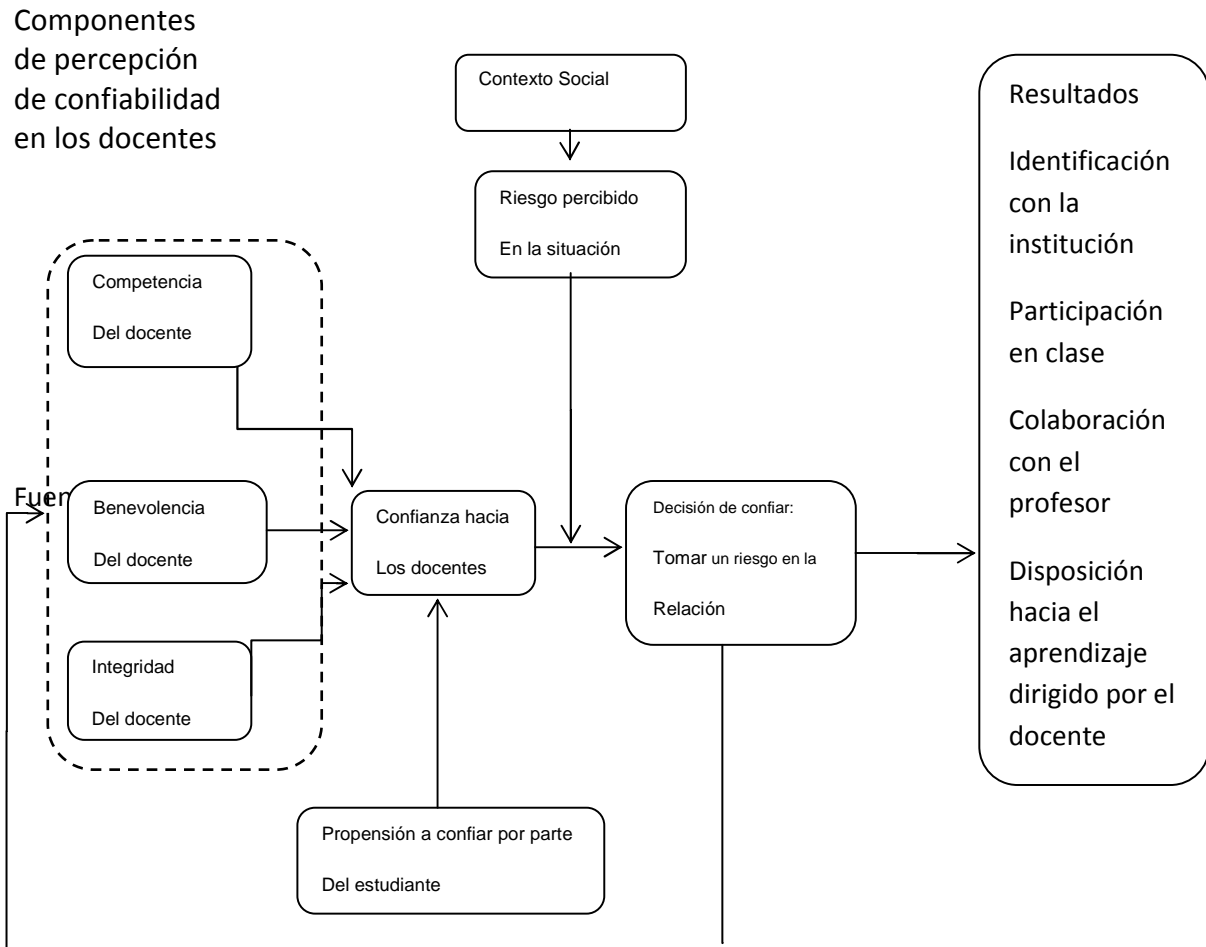 Componentes
de percepción
de confiabilidad
en los docentes
Contexto Social
Riesgo percibido
En la situación
Competencia
Del docente
Benevolencia
Del docente
Integridad
Del docente
Confianza hacia
Los docentes
Propensión a confiar por parte
Del estudiante
Decisión de confiar:
Tomar un riesgo en la
Relación
Resultados
Identificación
con la
institución
Participación
en clase
Colaboración
con el
profesor
Disposición
hacia el
aprendizaje
dirigido por el
docente